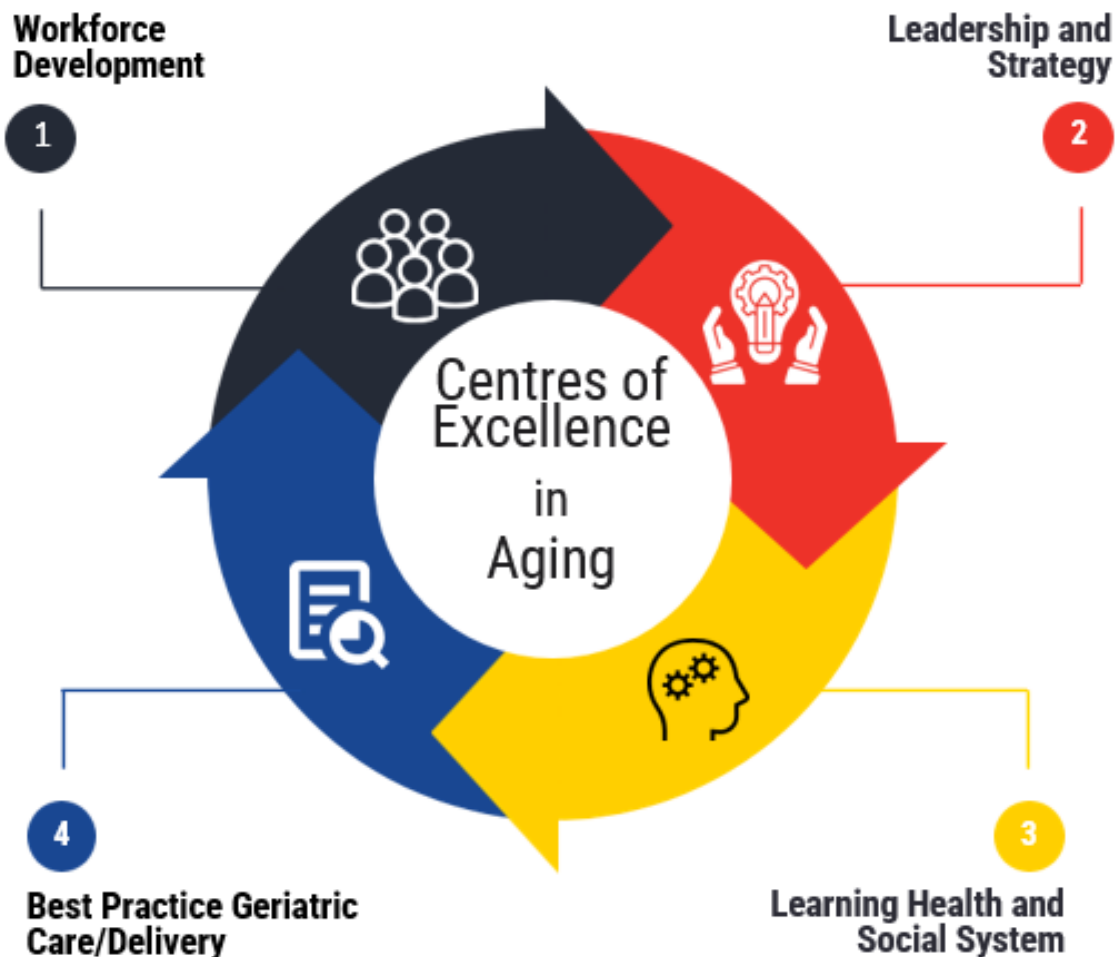 Workforce
Development
1
Leadership and
Strategy
2
Centres of
Excellence
in
Aging
4
Best Practice Geriatric
Care/Delivery
3
Learning Health and
Social System